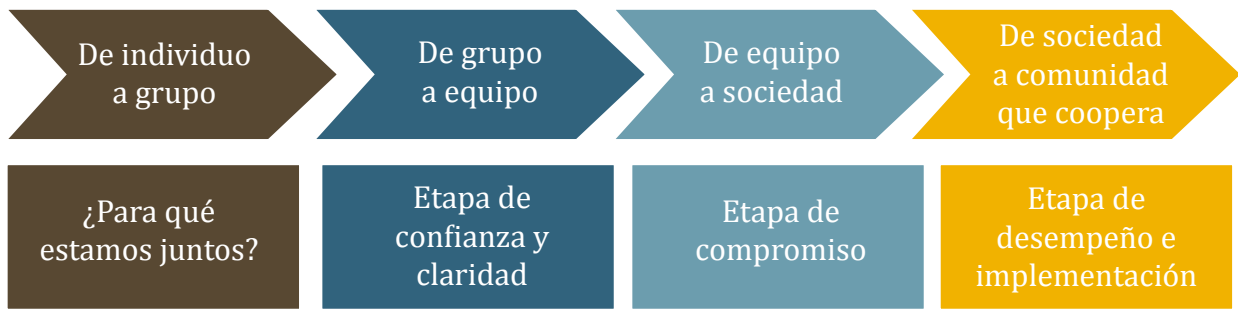 De individuo
a grupo
De grupo
a equipo
De equipo
a sociedad
De sociedad
a comunidad
que coopera
¿Para qué
estamos juntos?
Etapa de
confianza y
claridad
Etapa de
compromiso
Etapa de
desempeño e
implementación